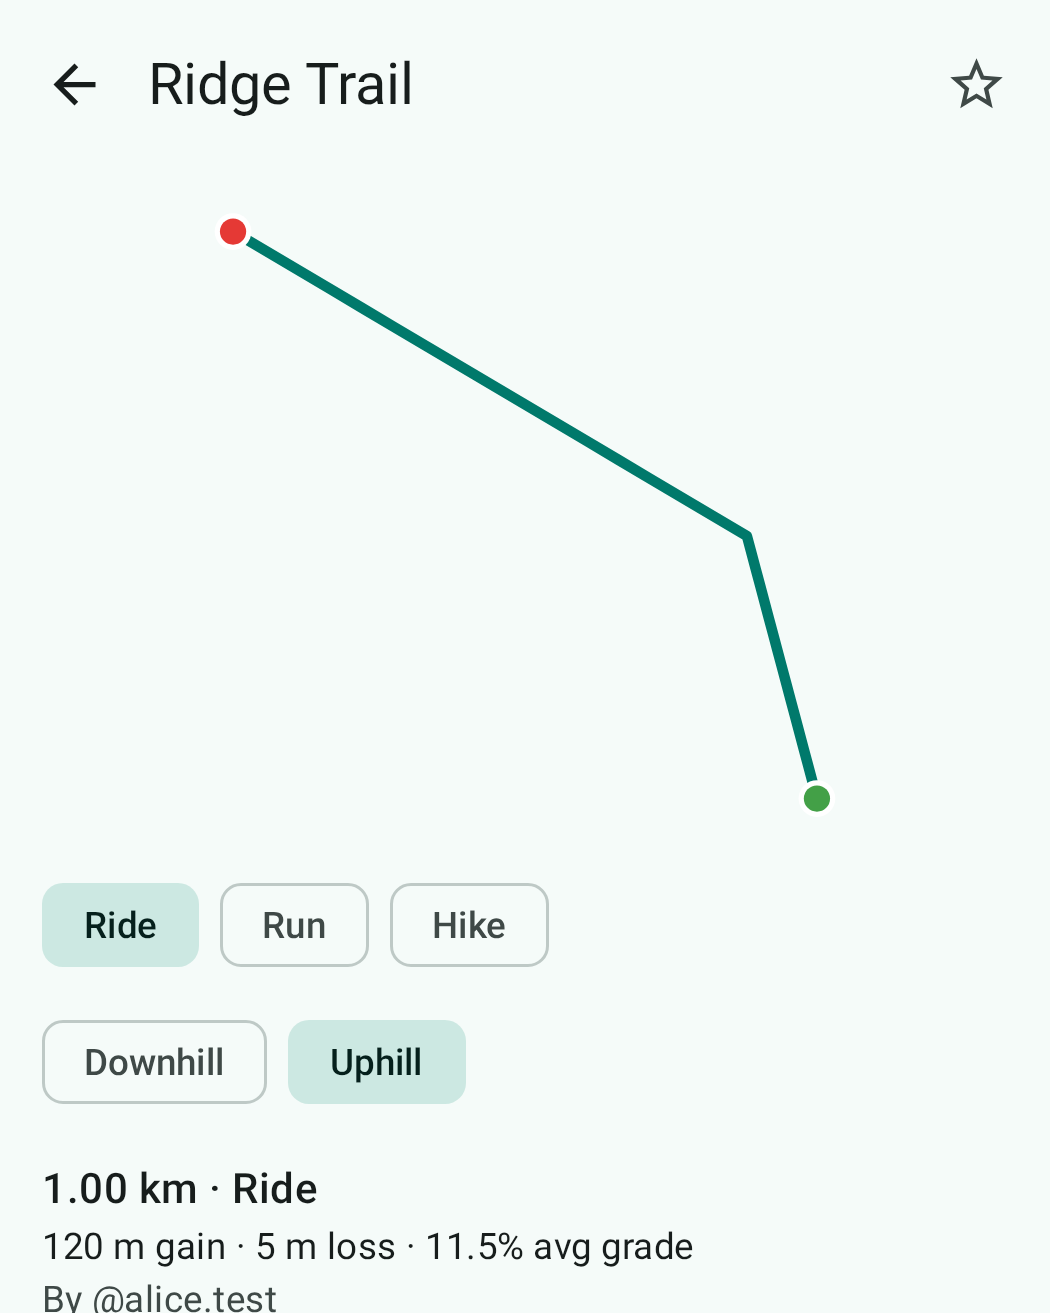 Ridge Trail
Ride Run Hike
Downhill Uphill
1.00 km · Ride
120 m gain · 5 m loss · 11.5% avg grade
By @alice.test